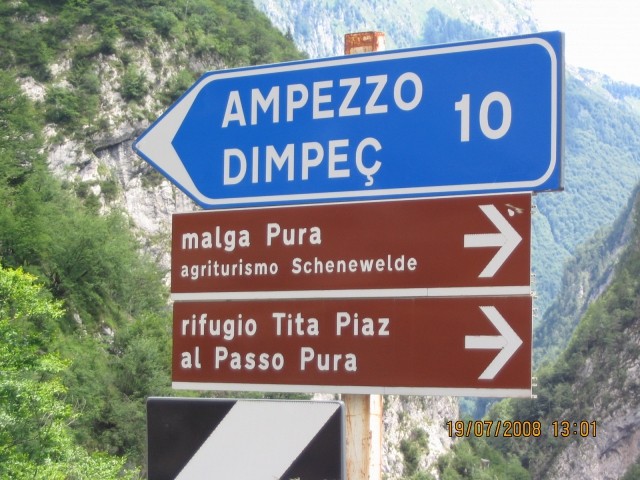 AMPEZZO 10
DIMPEÇ
malga Pura
agriturismo Schenewelde
rifugio Tita Piaz
al Passo Pura
19/07/2008 13:01